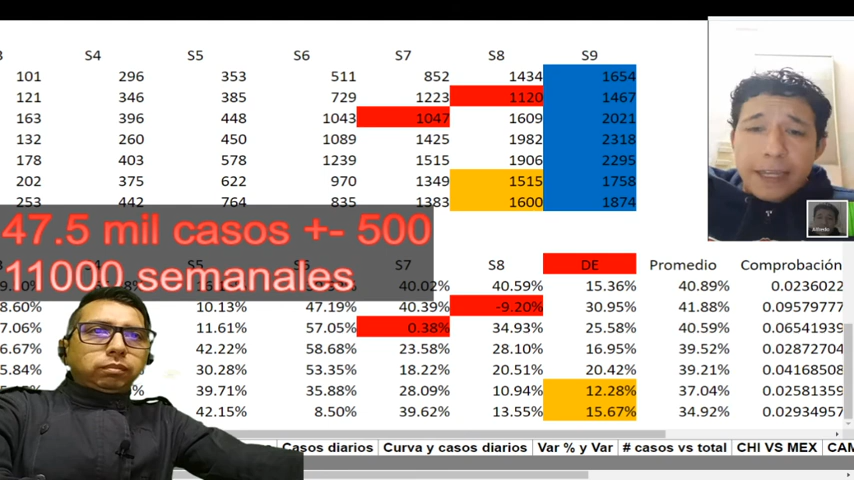 S4 S5 S6 S7 S8 S9
101 296 353 511 852 1434 1654
121 346 385 729 1223 1120 1467
163 396 448 1043 1047 1609 2021
132 260 450 1089 1425 1982 2318
178 403 578 1239 1515 1906 2295
202 375 622 970 1349 1515 1758
253 442 764 835 1383 1600 1874
47.5 mil casos +- 500
11000 semanales
S7 S8 DE Promedio Comprobación
40.02% 40.59% 15.36% 40.89% 0.0236022
8.60% 10.13% 47.19% 40.39% -9.20% 30.95% 41.88% 0.09579777
7.06% 11.61% 57.05% 0.38% 34.93% 25.58% 40.59% 0.06541939
6.67% 42.22% 58.68% 23.58% 28.10% 16.95% 39.52% 0.02872704
5.84% 30.28% 53.35% 18.22% 20.51% 20.42% 39.21% 0.04168508
39.71% 35.88% 28.09% 10.94% 12.28% 37.04% 0.02581359
42.15% 8.50% 39.62% 13.55% 15.67% 34.92% 0.02934957
Casos diarios Curva y casos diarios Var % y Var # casos vs total CHI VS MEX CAM
Alfredo